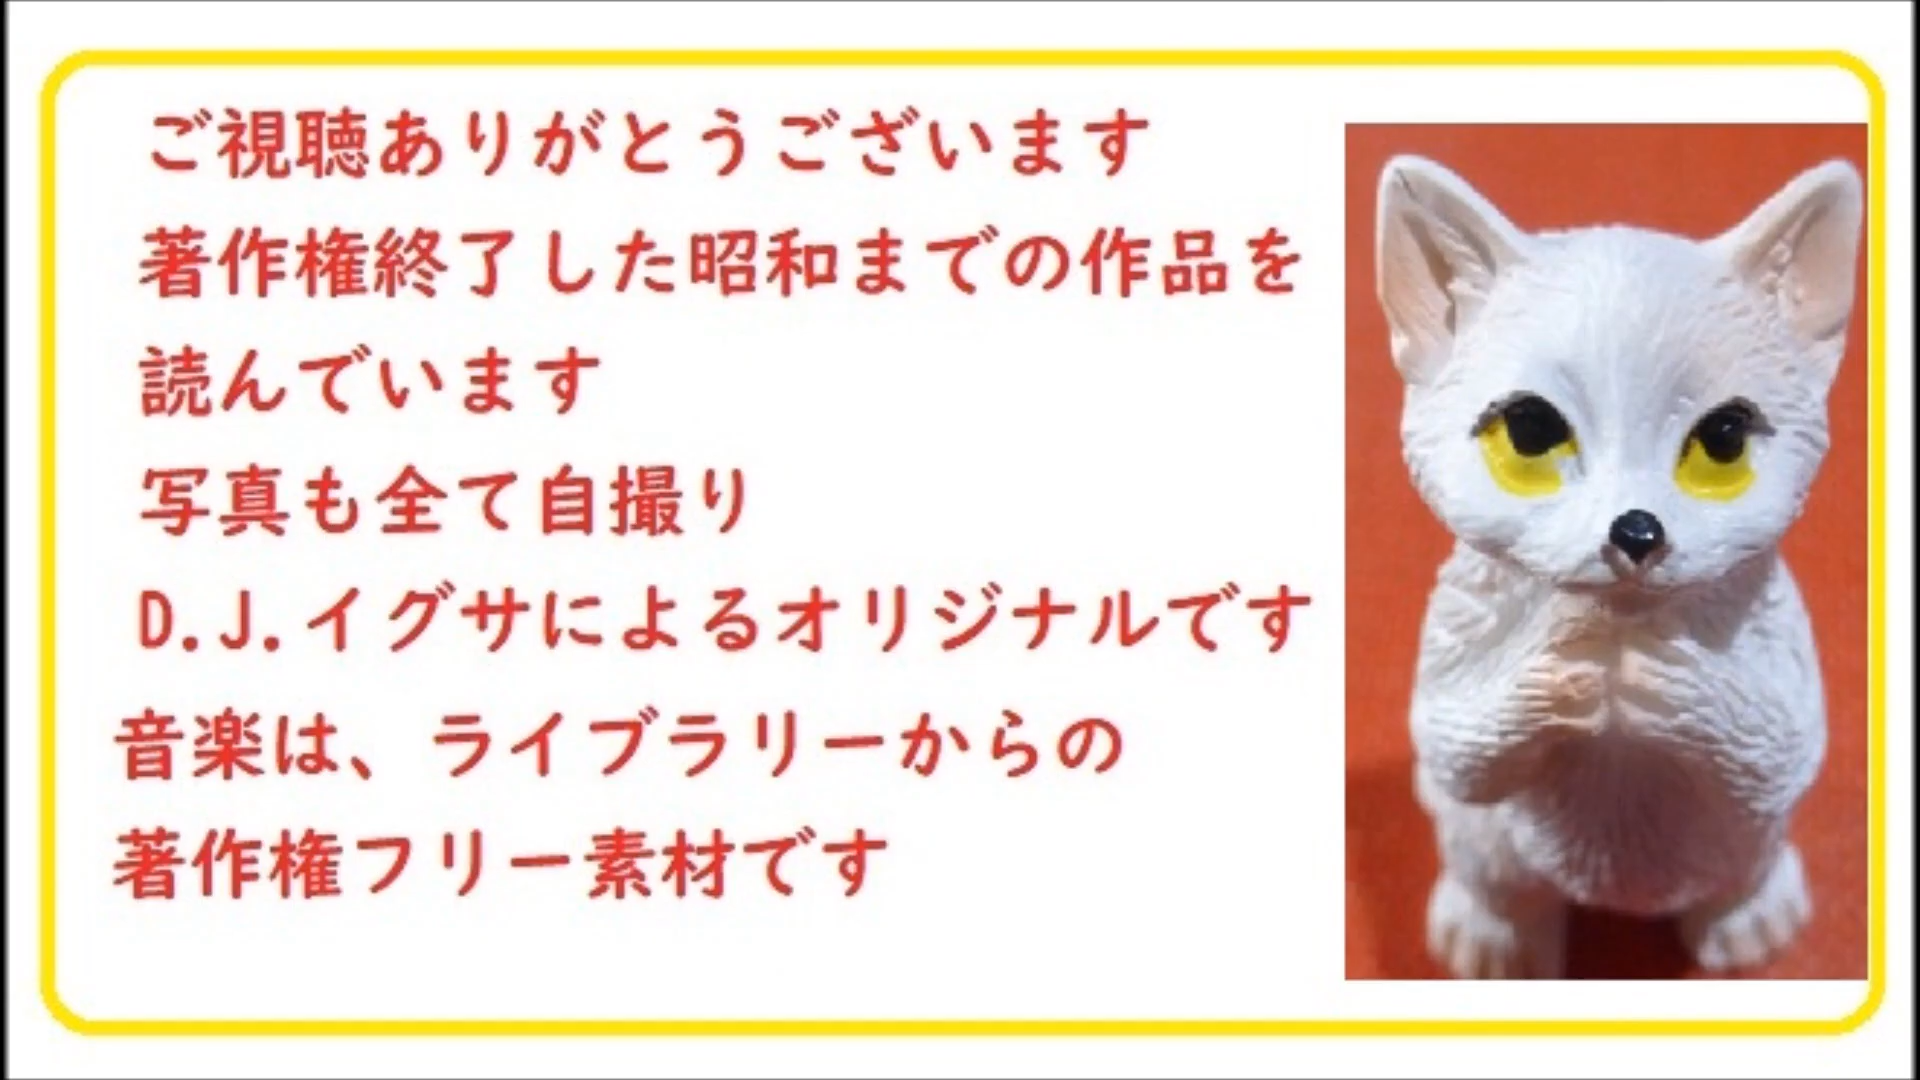 ご視聴ありがとうございます
著作権終了した昭和までの作品を
読んでいます
写真も全て自撮り
D.J.イグサによるオリジナルです
音楽は、ライブラリーからの
著作権フリー素材です